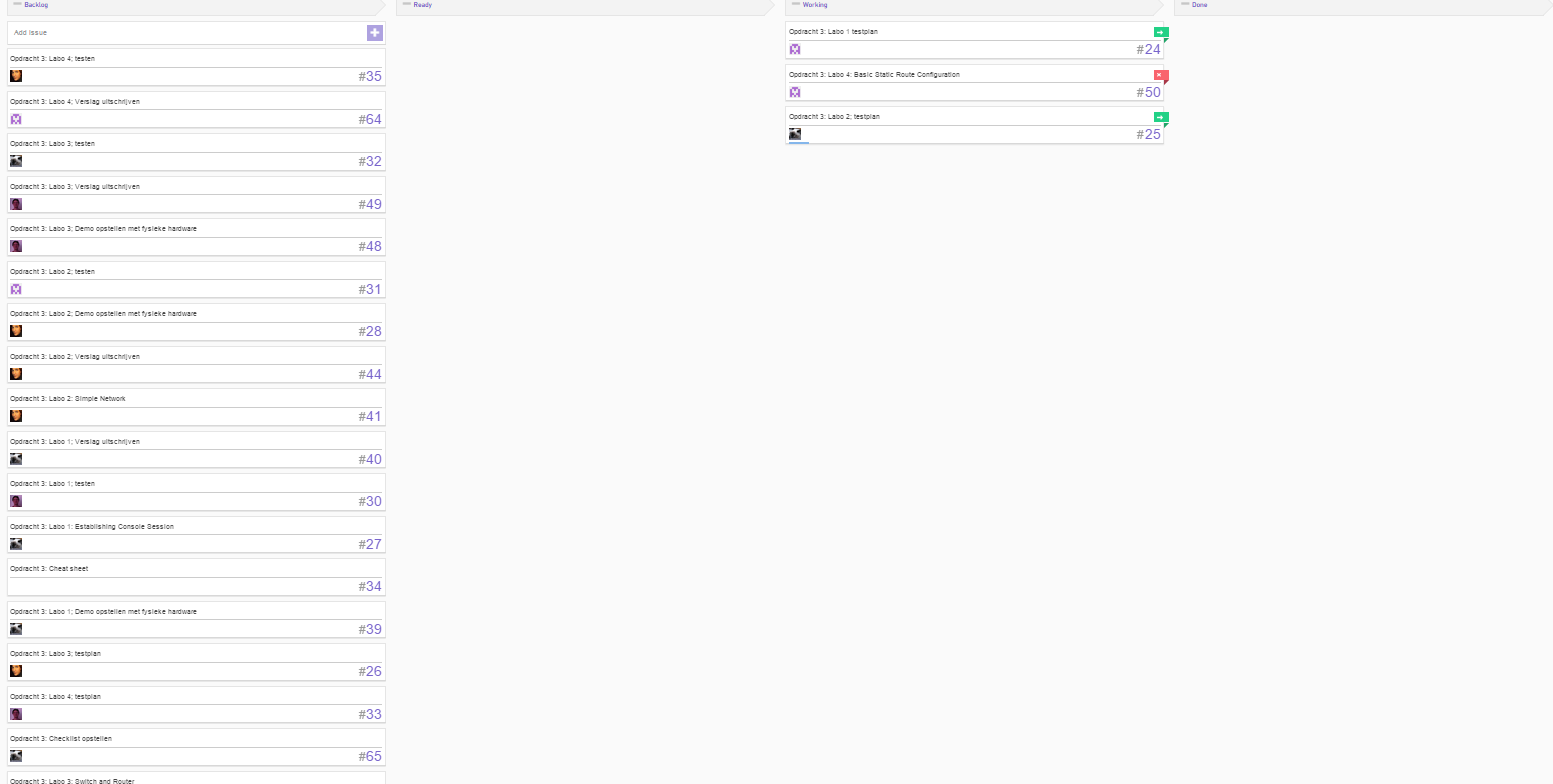 Backlog
Add issue
Opdracht 3: Labo 4; testen
#35
Opdracht 3: Labo 4; Verslag uitschrijven
#64
Opdracht 3: Labo 3; testen
#32
Opdracht 3: Labo 3; Verslag uitschrijven
#49
Opdracht 3: Labo 3; Demo opstellen met fysieke hardware
#48
Opdracht 3: Labo 2; testen
#31
Opdracht 3: Labo 2; Demo opstellen met fysieke hardware
#28
Opdracht 3: Labo 2; Verslag uitschrijven
#44
Opdracht 3: Labo 2: Simple Network
#41
Opdracht 3: Labo 1; Verslag uitschrijven
#40
Opdracht 3: Labo 1; testen
#30
Opdracht 3: Labo 1: Establishing Console Session
#27
Opdracht 3: Cheat sheet
#34
Opdracht 3: Labo 1; Demo opstellen met fysieke hardware
#39
Opdracht 3: Labo 3; testplan
#26
Opdracht 3: Labo 4; testplan
#33
Opdracht 3: Checklist opstellen
#65
Opdracht 3: Labo 3: Switch and Router
Ready
Working
Opdracht 3: Labo 1 testplan
#24
Opdracht 3: Labo 4: Basic Static Route Configuration
#50
Opdracht 3: Labo 2; testplan
#25
Done